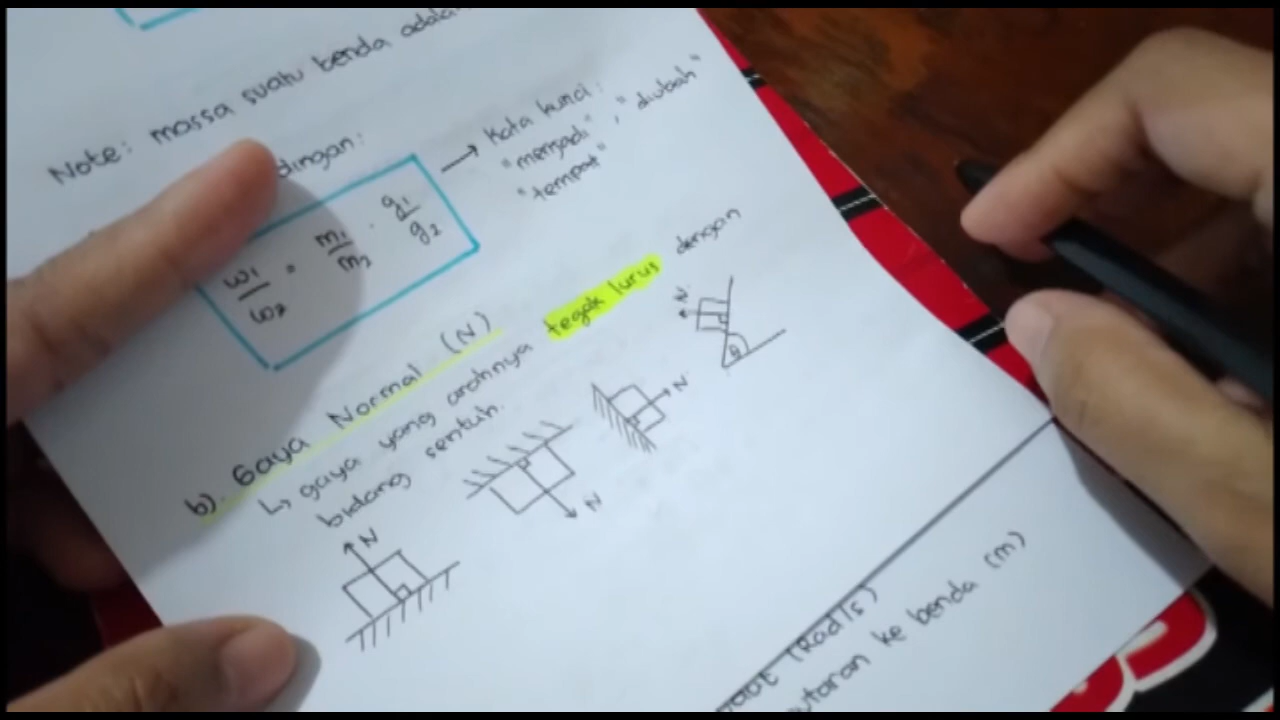 Note: massa suatu benda adalah
dingan:
w1/w2 = m1/m2 . g1/g2
→ Kata kunci:
"menjadi", "diubah"
"tempat"
b). Gaya Normal (N)
↳ gaya yang arahnya tegak lurus dengan
bidang sentuh.
N
N
N
N
θ
(Rad/s)
putaran ke benda (m)